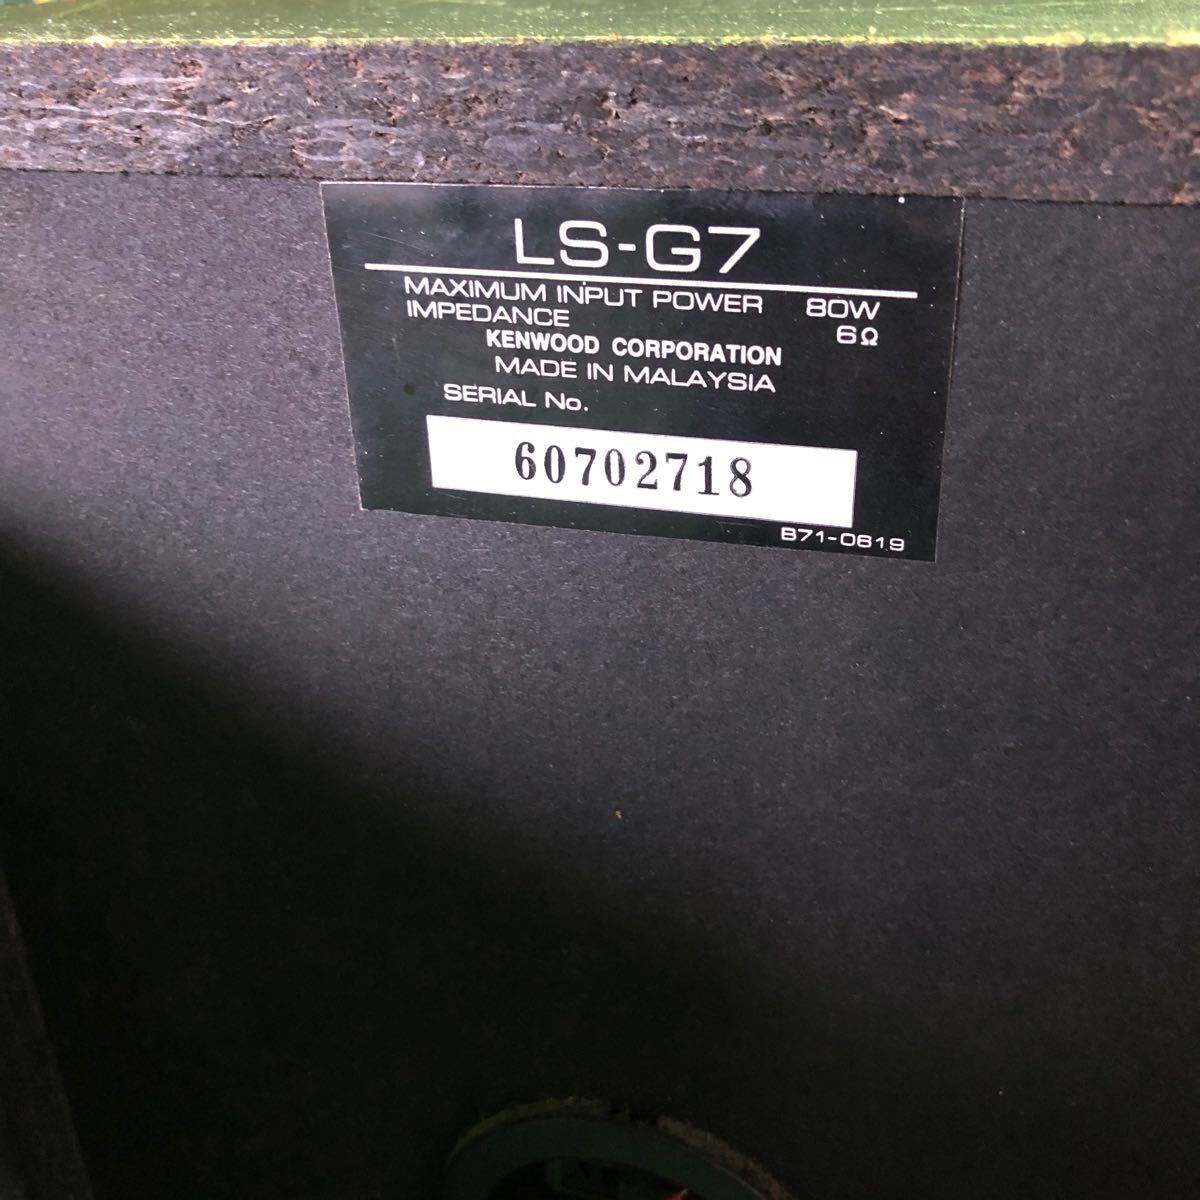 LS-G7
MAXIMUM INPUT POWER 80W
IMPEDANCE 6Ω
KENWOOD CORPORATION
MADE IN MALAYSIA
SERIAL No.
60702718
B71-0619